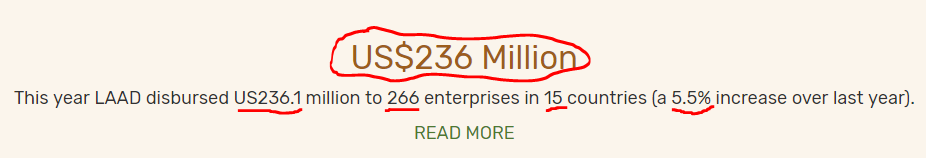 US$236 Million
This year LAAD disbursed US236.1 million to 266 enterprises in 15 countries (a 5.5% increase over last year).
READ MORE